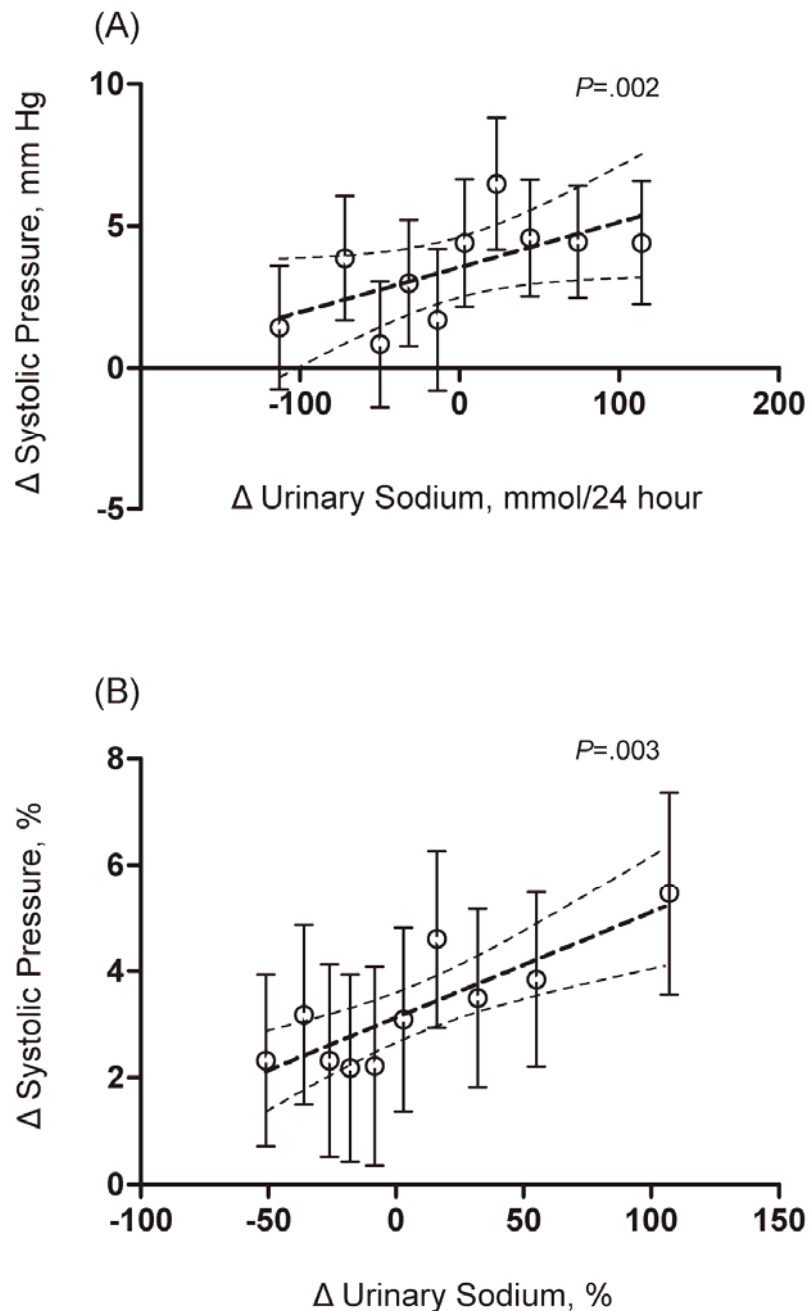 (A)
P=.002
Δ Systolic Pressure, mm Hg
10
5
0
-5
-100 0 100 200
Δ Urinary Sodium, mmol/24 hour
(B)
P=.003
Δ Systolic Pressure, %
8
6
4
2
0
-100 -50 0 50 100 150
Δ Urinary Sodium, %